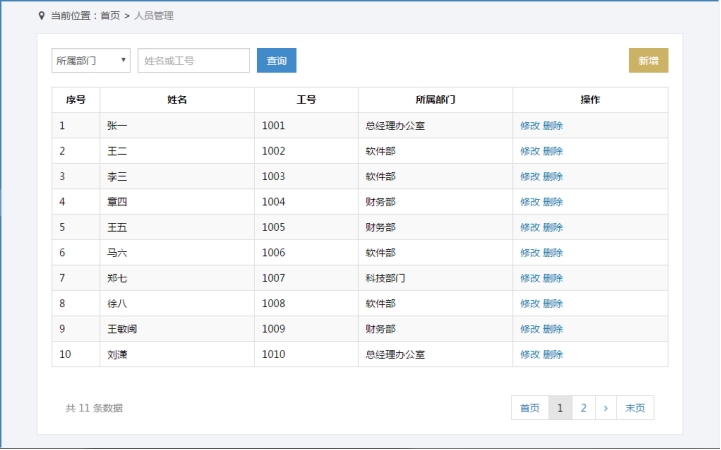 当前位置：首页 > 人员管理
所属部门 姓名或工号 查询 新增
序号 姓名 工号 所属部门 操作
1 张一 1001 总经理办公室 修改 删除
2 王二 1002 软件部 修改 删除
3 李三 1003 软件部 修改 删除
4 章四 1004 财务部 修改 删除
5 王五 1005 财务部 修改 删除
6 马六 1006 软件部 修改 删除
7 郑七 1007 科技部门 修改 删除
8 徐八 1008 软件部 修改 删除
9 王敏闽 1009 财务部 修改 删除
10 刘潇 1010 总经理办公室 修改 删除
共 11 条数据 首页 1 2 › 末页